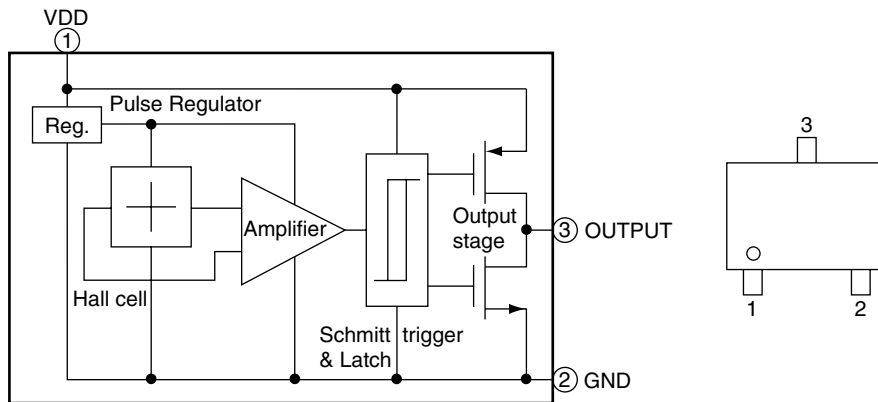 VDD
1
Pulse Regulator
Reg.
Amplifier
Output
stage
3 OUTPUT
Hall cell
Schmitt trigger
& Latch
2 GND
3
1
2